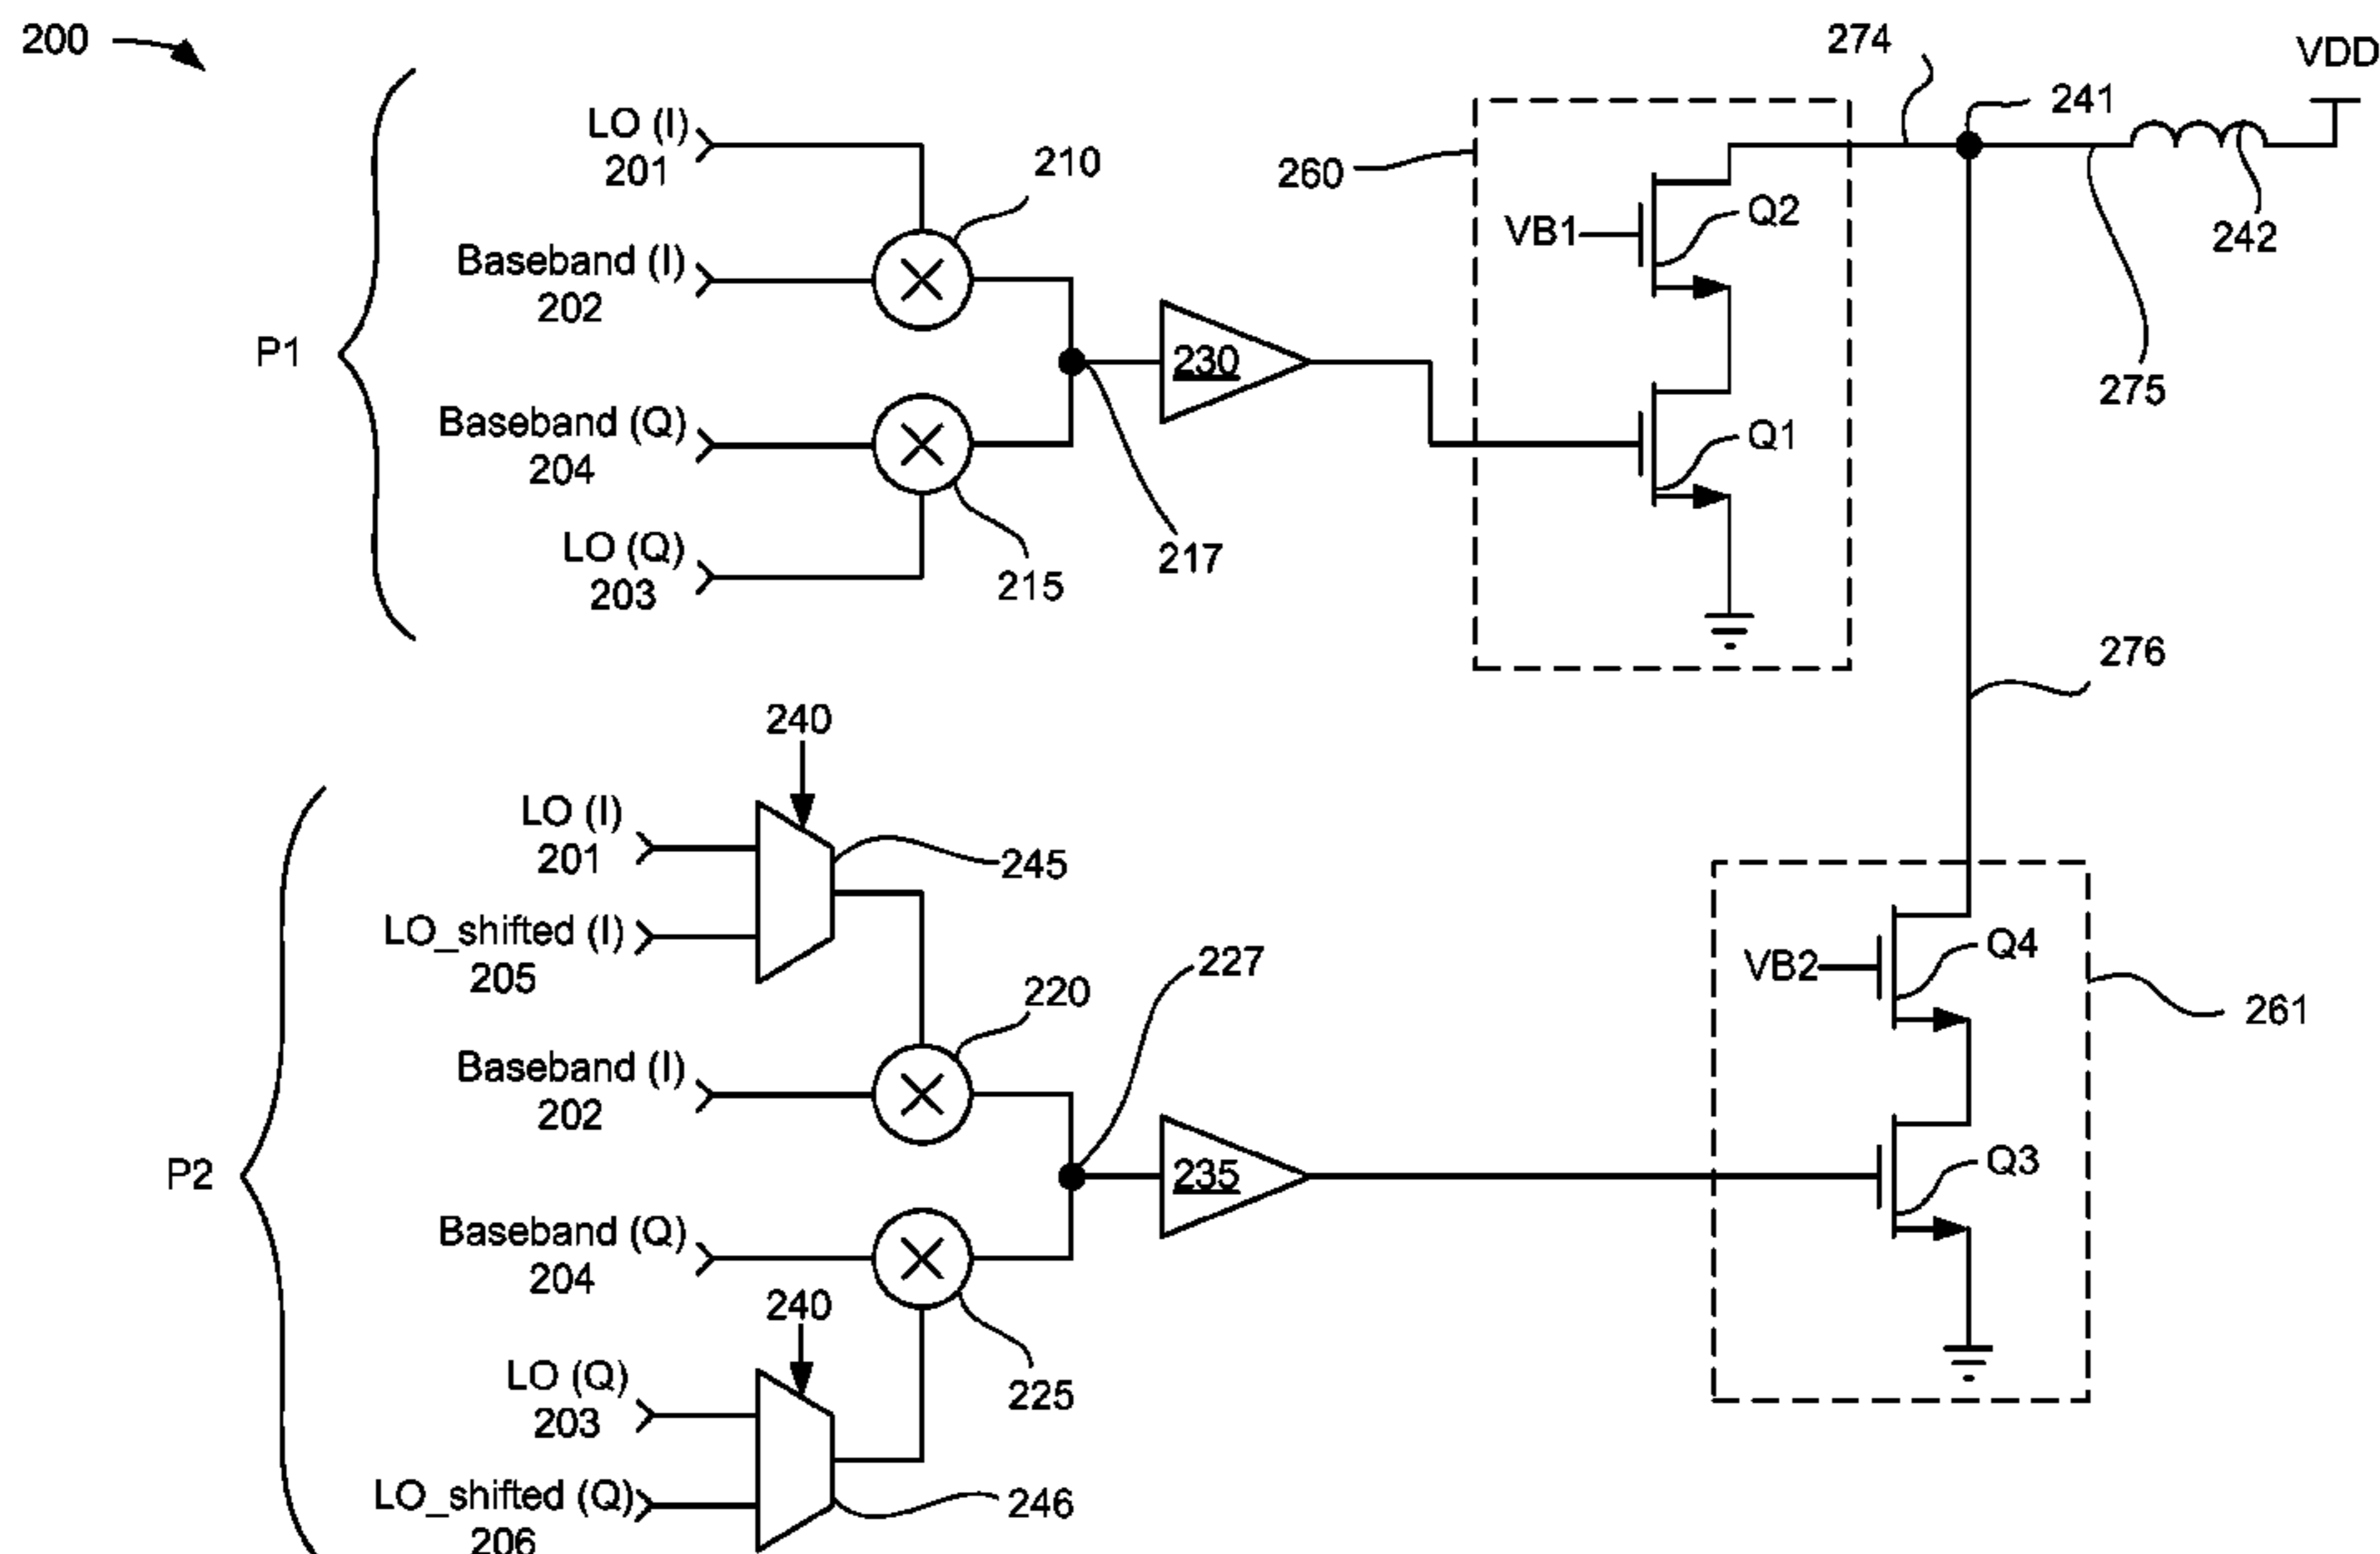 200
274
VDD
241
LO (I)
201
210
260
VB1
Q2
242
Baseband (I)
202
P1
230
275
Baseband (Q)
204
Q1
LO (Q)
203
215
217
276
240
LO (I)
201
245
LO_shifted (I)
205
227
VB2
Q4
220
261
Baseband (I)
202
P2
235
Q3
Baseband (Q)
204
240
LO (Q)
203
225
LO_shifted (Q)
206
246